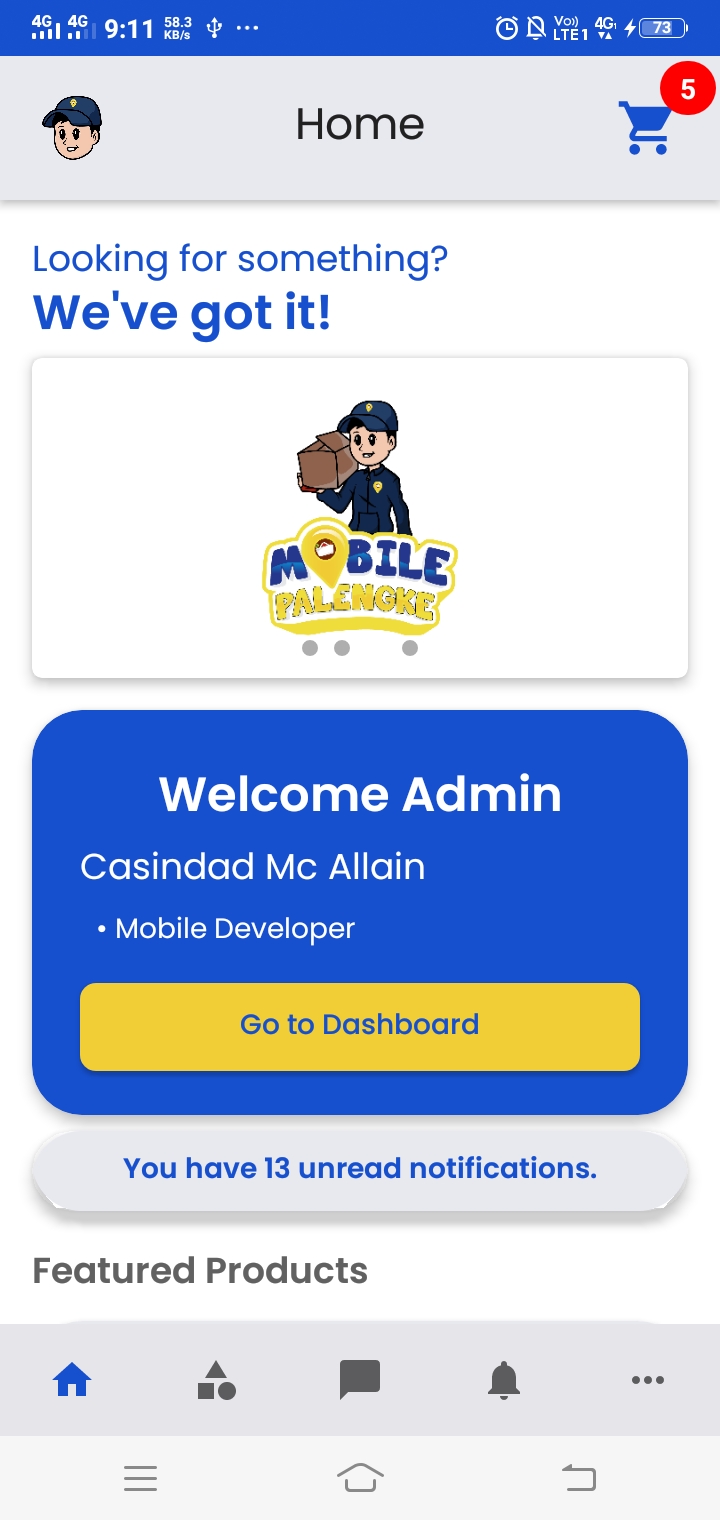 4G 4G 9:11 58.3 KB/s ... Vo)) LTE1 4G 73
Home
5
Looking for something?
We've got it!
MOBILE
PALENGKE
Welcome Admin
Casindad Mc Allain
• Mobile Developer
Go to Dashboard
You have 13 unread notifications.
Featured Products